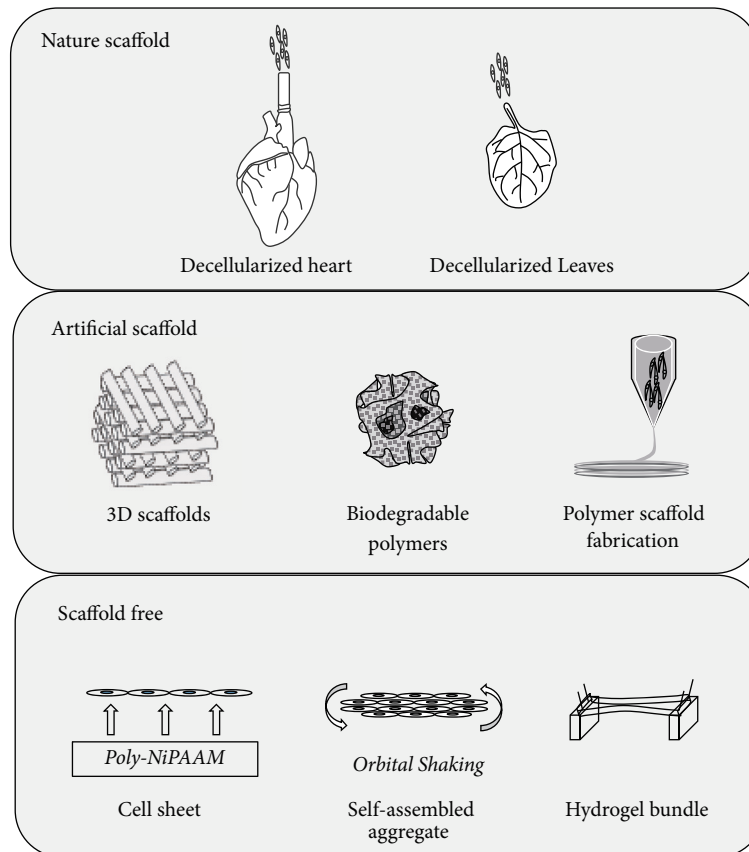 Nature scaffold
Decellularized heart
Decellularized Leaves
Artificial scaffold
3D scaffolds
Biodegradable
polymers
Polymer scaffold
fabrication
Scaffold free
Poly-NiPAAM
Cell sheet
Orbital Shaking
Self-assembled
aggregate
Hydrogel bundle